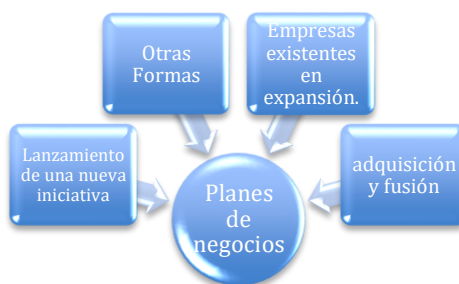 Otras
Formas
Empresas
existentes
en
expansión.
Lanzamiento
de una nueva
iniciativa
adquisición
y fusión
Planes
de
negocios